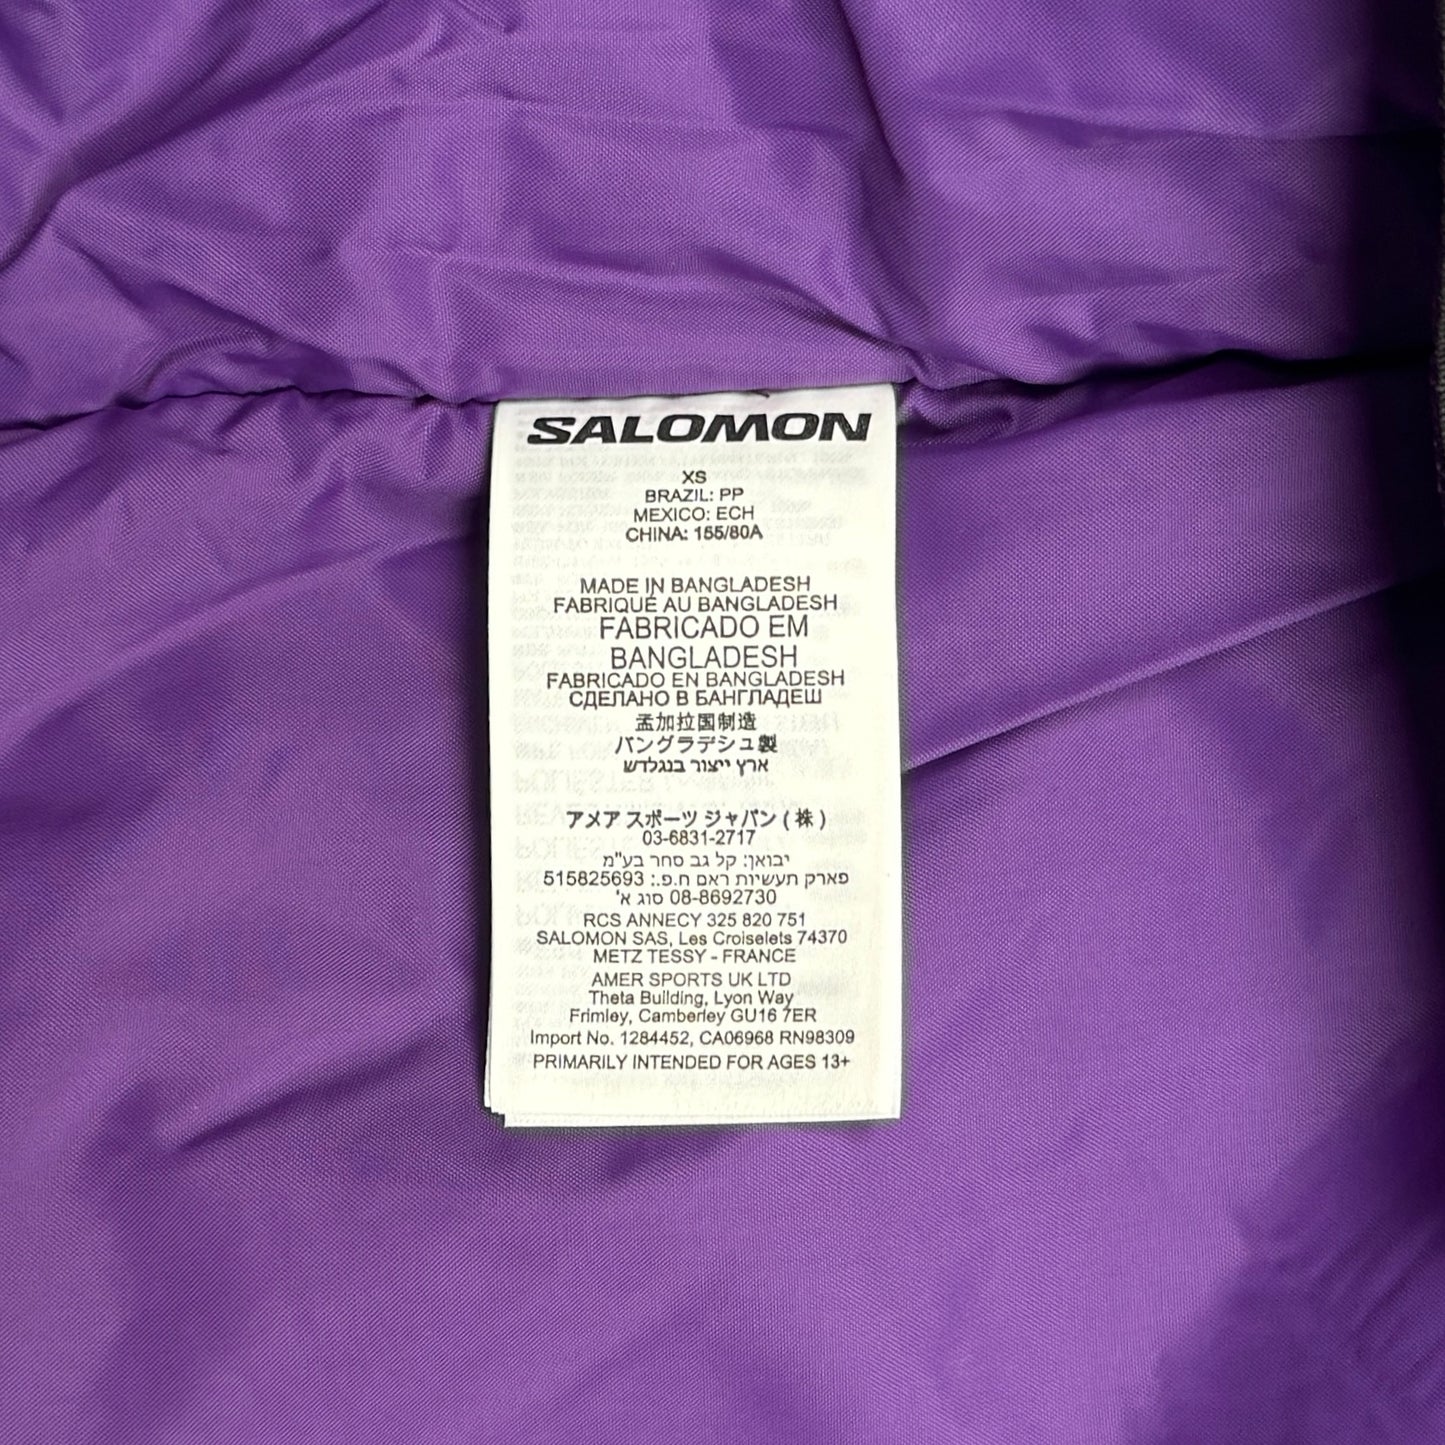 SALOMON
XS
BRAZIL: PP
MEXICO: ECH
CHINA: 155/80A
MADE IN BANGLADESH
FABRIQUÉ AU BANGLADESH
FABRICADO EM
BANGLADESH
FABRICADO EN BANGLADESH
СДЕЛАНО В БАНГЛАДЕШ
孟加拉国制造
バングラデシュ製
ארץ ייצור בנגלדש
アメア スポーツ ジャパン ( 株 )
03-6831-2717
יבואן: קל גב סחר בע"מ
פארק תעשיות ראם ח.פ.: 515825693
08-8692730 סוג א'
RCS ANNECY 325 820 751
SALOMON SAS, Les Croiselets 74370
METZ TESSY - FRANCE
AMER SPORTS UK LTD
Theta Building, Lyon Way
Frimley, Camberley GU16 7ER
Import No. 1284452, CA06968 RN98309
PRIMARILY INTENDED FOR AGES 13+